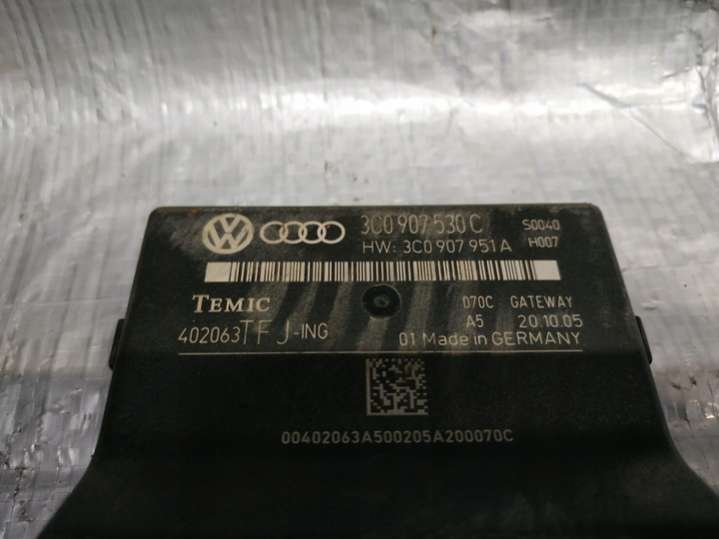 3C0 907 530 C S0040
HW: 3C0 907 951 A H007
TEMIC 070C GATEWAY
402063TFJ-ING A5 20.10.05
01 Made in GERMANY
00402063A500205A200070C